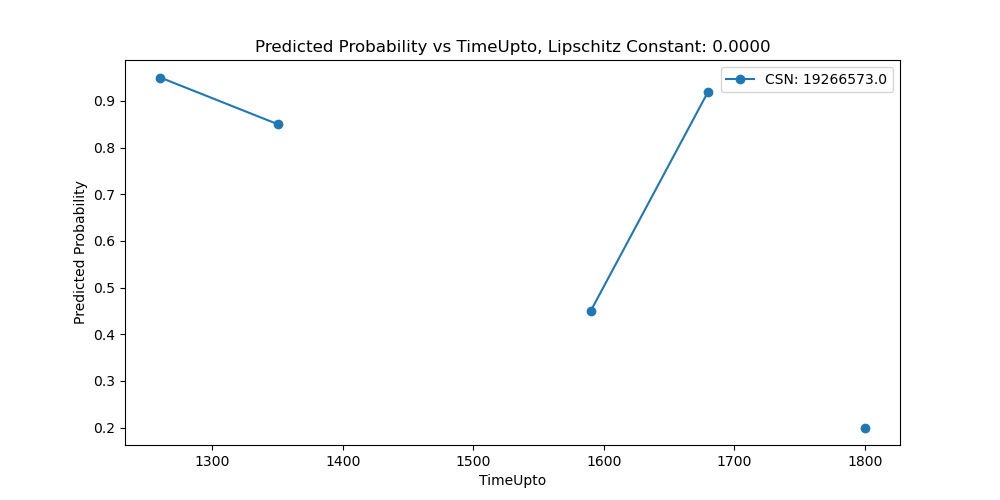 Predicted Probability vs TimeUpto, Lipschitz Constant: 0.0000
CSN: 19266573.0
Predicted Probability
0.9
0.8
0.7
0.6
0.5
0.4
0.3
0.2
1300 1400 1500 1600 1700 1800
TimeUpto